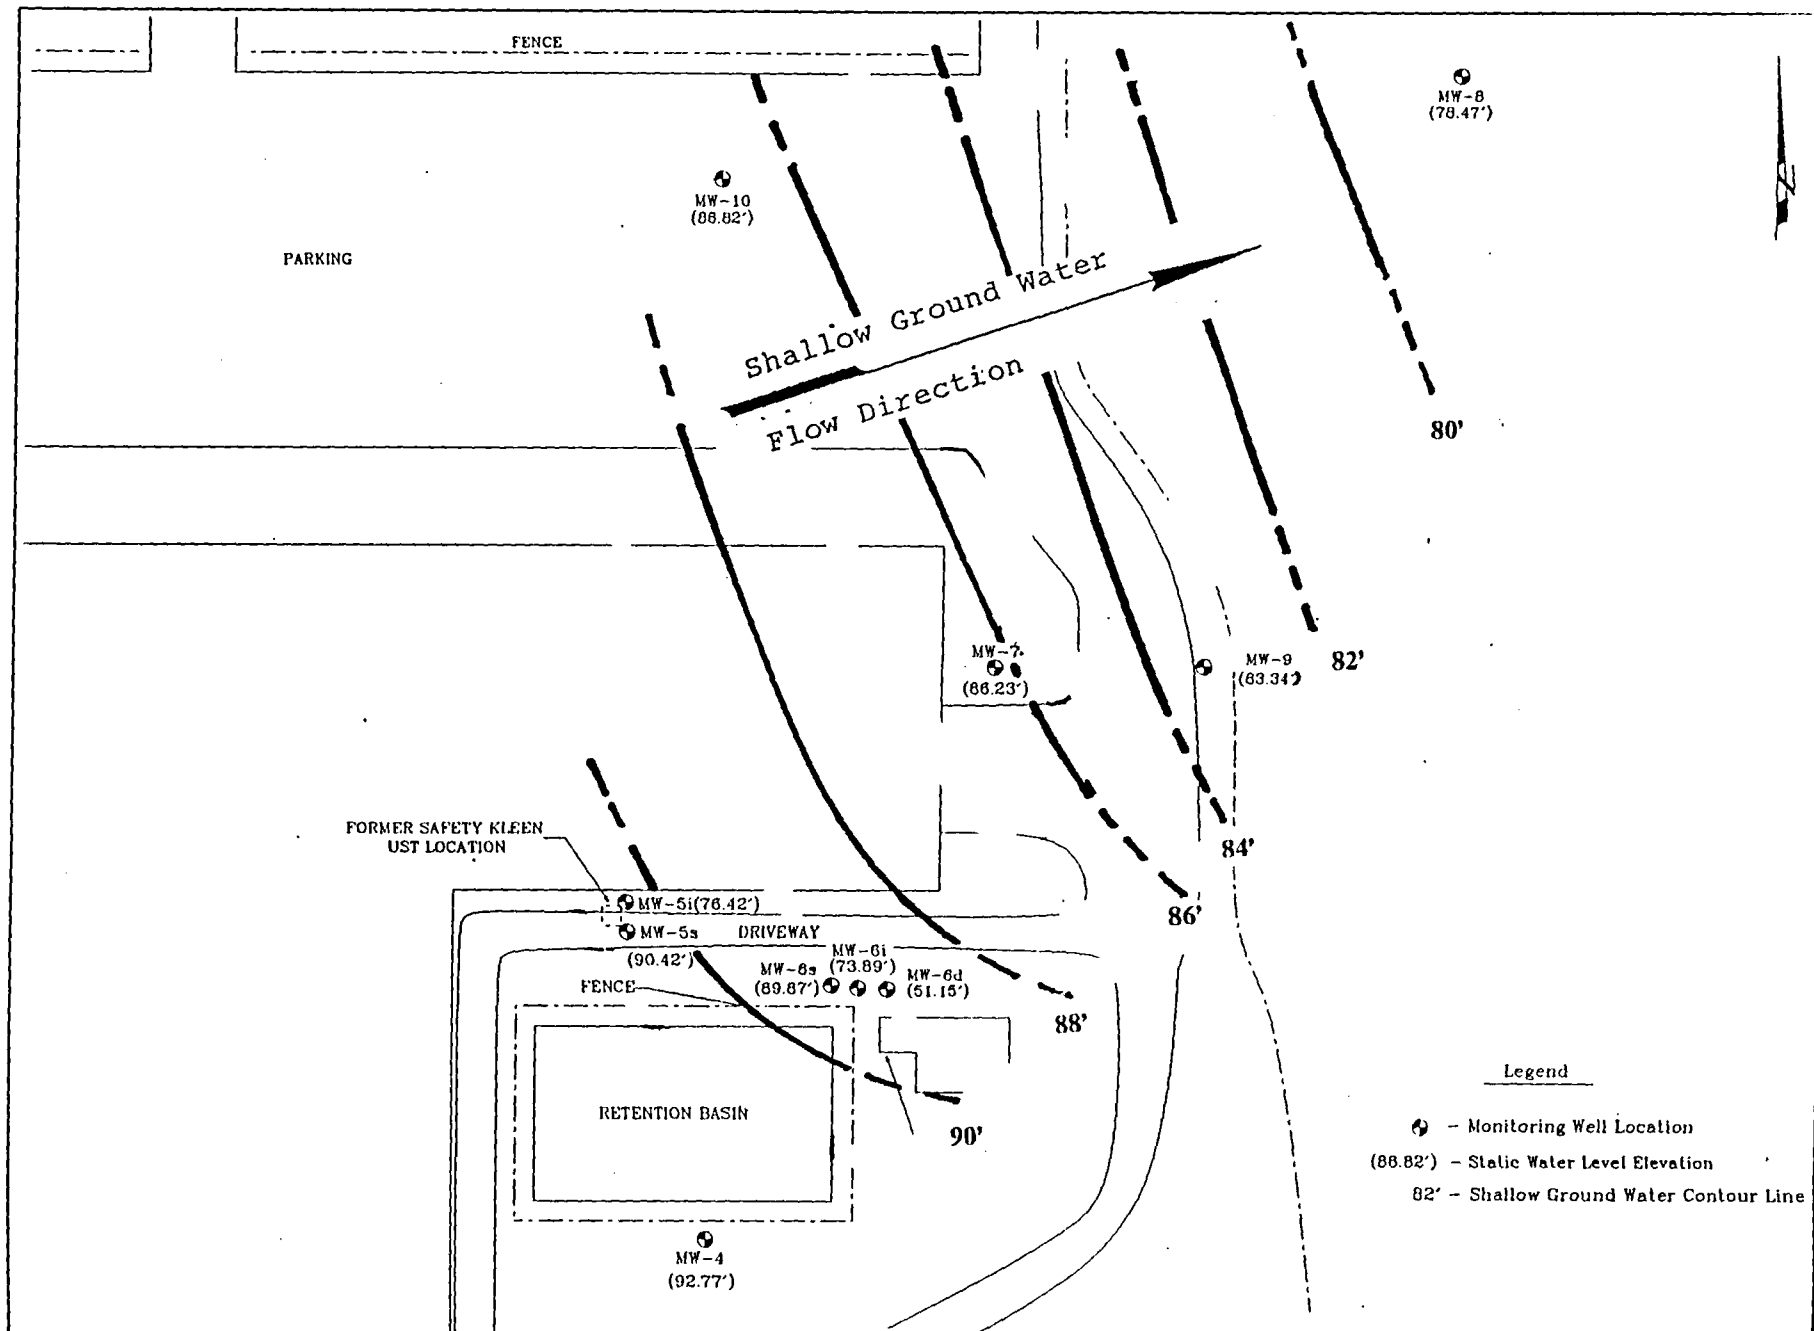 FENCE
MW-8
(78.47')
MW-10
(86.82')
PARKING
Shallow Ground Water
Flow Direction
80'
MW-7
(86.23')
MW-9
(83.34')
82'
FORMER SAFETY KLEEN
UST LOCATION
84'
MW-5i(76.42')
86'
MW-5s
(90.42')
DRIVEWAY
MW-6i
(73.89')
MW-6s
(89.87')
MW-6d
(51.15')
FENCE
88'
RETENTION BASIN
90'
MW-4
(92.77')
Legend
- Monitoring Well Location
(86.82') - Static Water Level Elevation
82' - Shallow Ground Water Contour Line